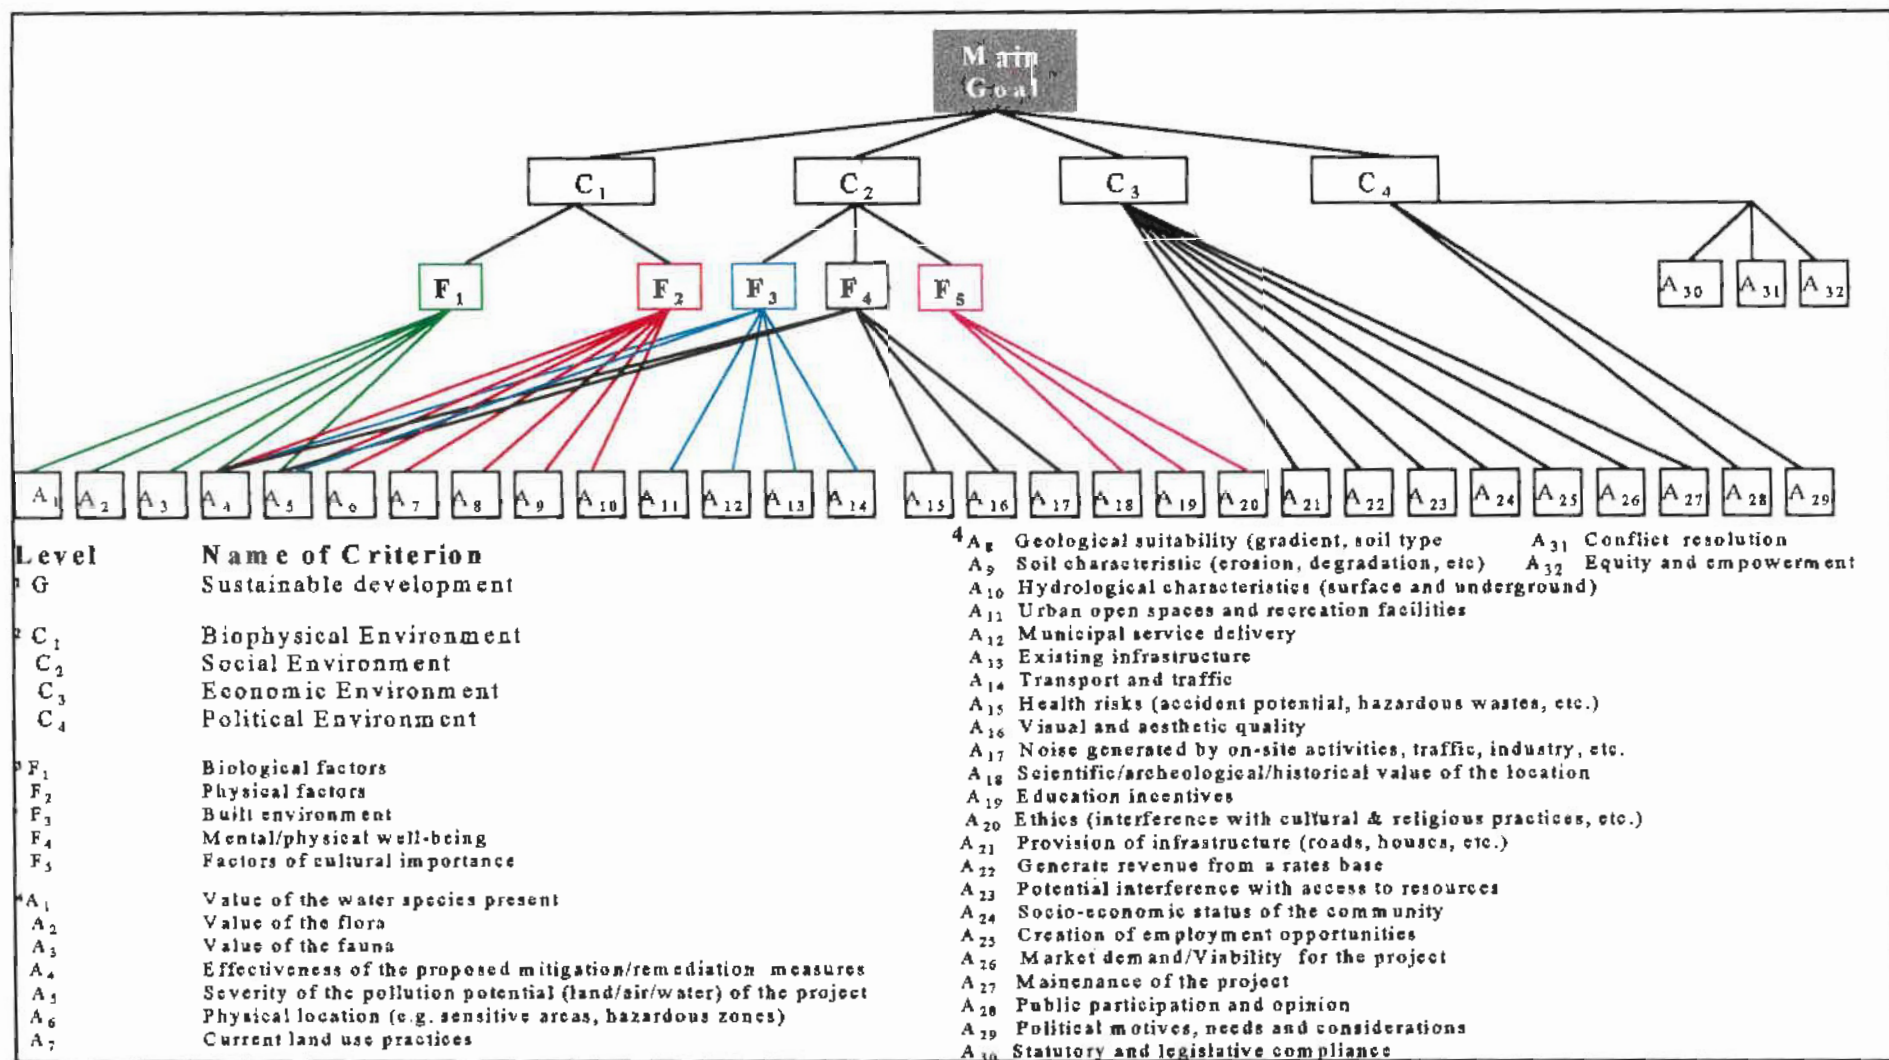 Main
Goal
C1 C2 C3 C4
F1 F2 F3 F4 F5
A30 A31 A32
A1 A2 A3 A4 A5 A6 A7 A8 A9 A10 A11 A12 A13 A14 A15 A16 A17 A18 A19 A20 A21 A22 A23 A24 A25 A26 A27 A28 A29
Level Name of Criterion
1 G Sustainable development
2 C1 Biophysical Environment
C2 Social Environment
C3 Economic Environment
C4 Political Environment
3 F1 Biological factors
F2 Physical factors
F3 Built environment
F4 Mental/physical well-being
F5 Factors of cultural importance
4 A1 Value of the water species present
A2 Value of the flora
A3 Value of the fauna
A4 Effectiveness of the proposed mitigation/remediation measures
A5 Severity of the pollution potential (land/air/water) of the project
A6 Physical location (e.g. sensitive areas, hazardous zones)
A7 Current land use practices
4 A8 Geological suitability (gradient, soil type
A9 Soil characteristic (erosion, degradation, etc)
A10 Hydrological characteristics (surface and underground)
A11 Urban open spaces and recreation facilities
A12 Municipal service delivery
A13 Existing infrastructure
A14 Transport and traffic
A15 Health risks (accident potential, hazardous wastes, etc.)
A16 Visual and aesthetic quality
A17 Noise generated by on-site activities, traffic, industry, etc.
A18 Scientific/archeological/historical value of the location
A19 Education incentives
A20 Ethics (interference with cultural & religious practices, etc.)
A21 Provision of infrastructure (roads, houses, etc.)
A22 Generate revenue from a rates base
A23 Potential interference with access to resources
A24 Socio-economic status of the community
A25 Creation of employment opportunities
A26 Market demand/Viability for the project
A27 Mainenance of the project
A28 Public participation and opinion
A29 Political motives, needs and considerations
A30 Statutory and legislative compliance
A31 Conflict resolution
A32 Equity and empowerment